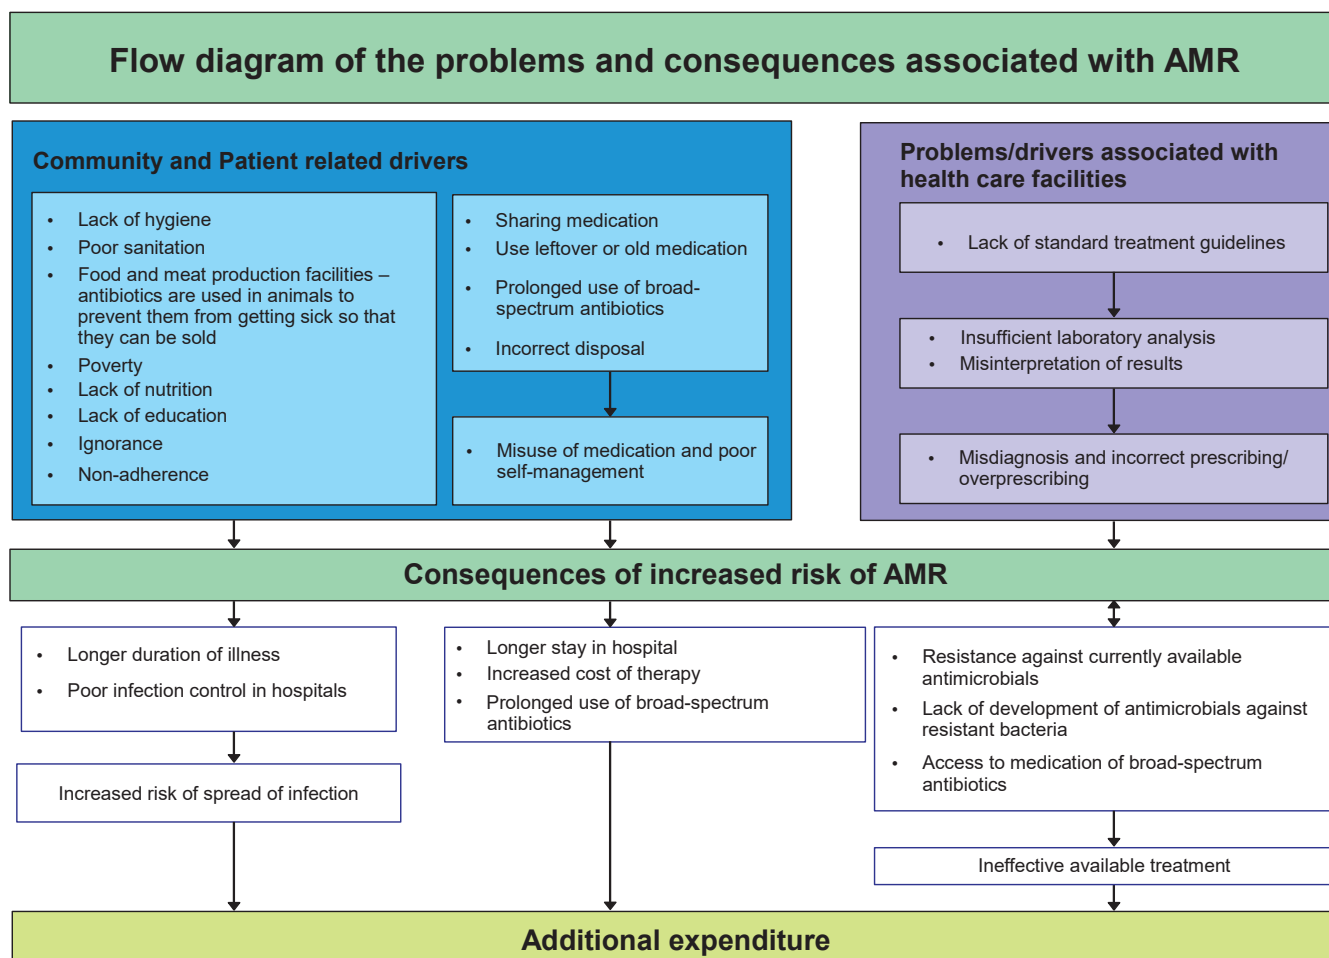 Flow diagram of the problems and consequences associated with AMR
Community and Patient related drivers
• Lack of hygiene
• Poor sanitation
• Food and meat production facilities –
antibiotics are used in animals to
prevent them from getting sick so that
they can be sold
• Poverty
• Lack of nutrition
• Lack of education
• Ignorance
• Non-adherence
• Sharing medication
• Use leftover or old medication
• Prolonged use of broad-
spectrum antibiotics
• Incorrect disposal
• Misuse of medication and poor
self-management
Problems/drivers associated with
health care facilities
• Lack of standard treatment guidelines
• Insufficient laboratory analysis
• Misinterpretation of results
• Misdiagnosis and incorrect prescribing/
overprescribing
Consequences of increased risk of AMR
• Longer duration of illness
• Poor infection control in hospitals
Increased risk of spread of infection
• Longer stay in hospital
• Increased cost of therapy
• Prolonged use of broad-spectrum
antibiotics
• Resistance against currently available
antimicrobials
• Lack of development of antimicrobials against
resistant bacteria
• Access to medication of broad-spectrum
antibiotics
Ineffective available treatment
Additional expenditure